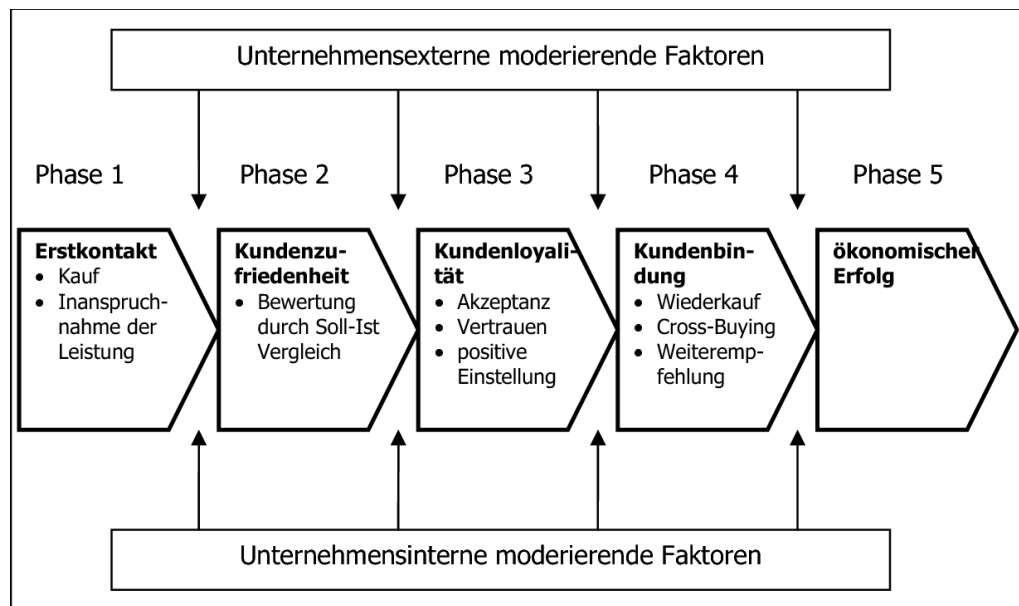 Unternehmensexterne moderierende Faktoren
Phase 1
Phase 2
Phase 3
Phase 4
Phase 5
Erstkontakt
• Kauf
• Inanspruch-
nahme der
Leistung
Kundenzu-
friedenheit
• Bewertung
durch Soll-Ist
Vergleich
Kundenloyali-
tät
• Akzeptanz
• Vertrauen
• positive
Einstellung
Kundenbin-
dung
• Wiederkauf
• Cross-Buying
• Weiteremp-
fehlung
ökonomischer
Erfolg
Unternehmensinterne moderierende Faktoren